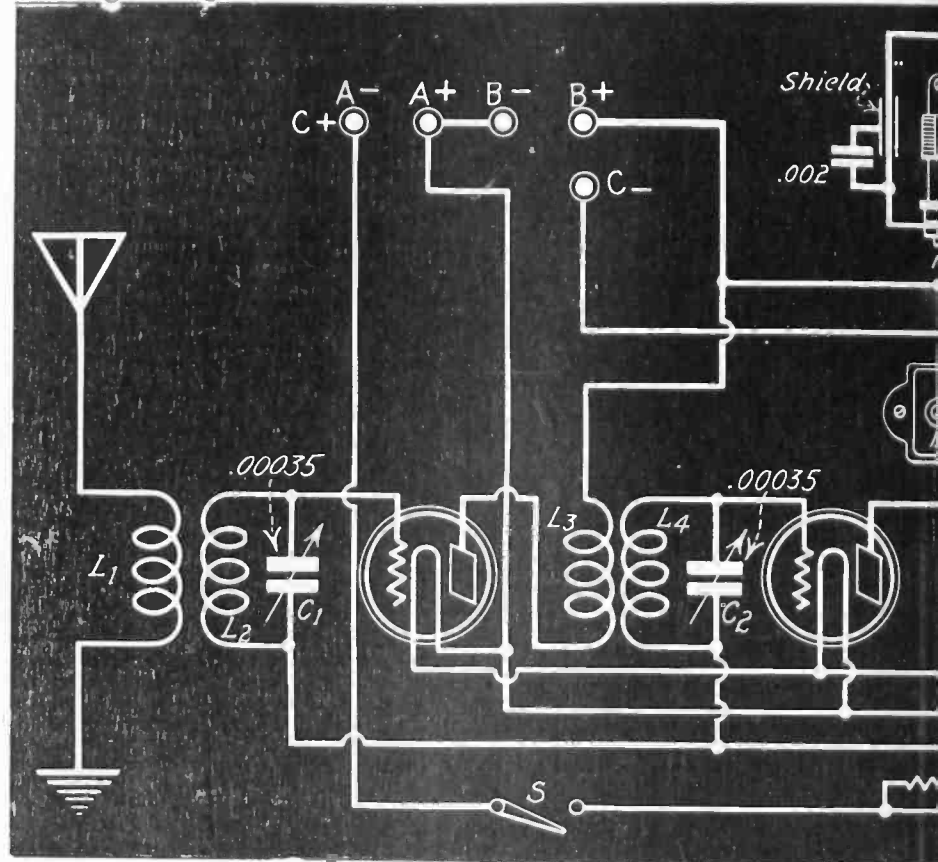 Shield
A- A+ B- B+
C+
C-
.002
.00035
.00035
L1
L2
C1
L3
L4
C2
S